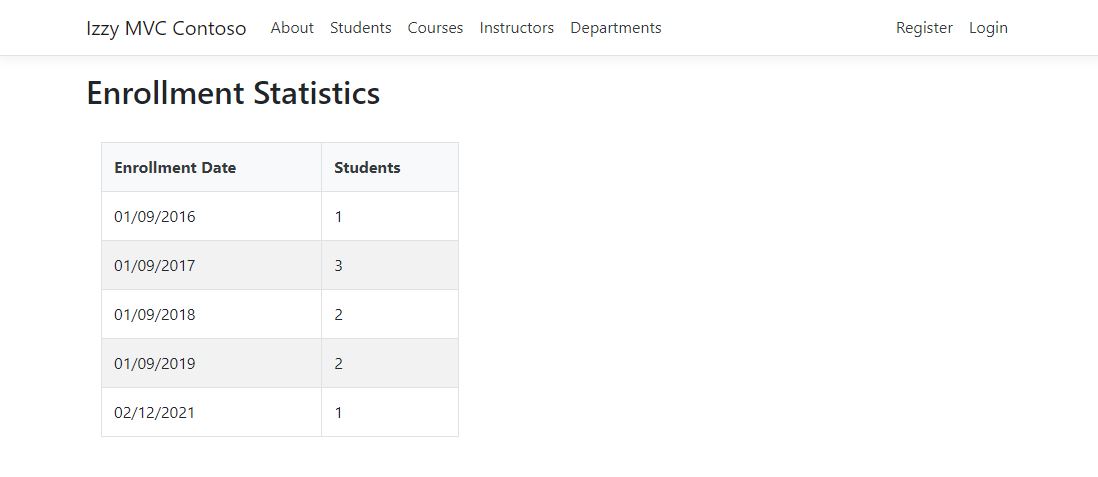 Izzy MVC Contoso About Students Courses Instructors Departments Register Login
Enrollment Statistics
Enrollment Date Students
01/09/2016 1
01/09/2017 3
01/09/2018 2
01/09/2019 2
02/12/2021 1